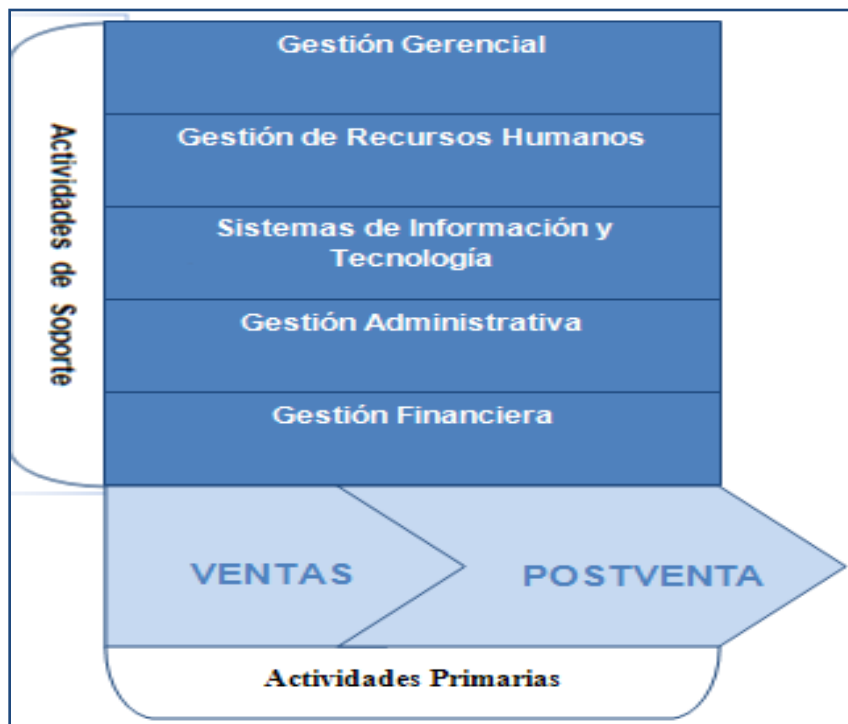 Gestión Gerencial
Actividades de Soporte
Gestión de Recursos Humanos
Sistemas de Información y
Tecnología
Gestión Administrativa
Gestión Financiera
VENTAS
POSTVENTA
Actividades Primarias